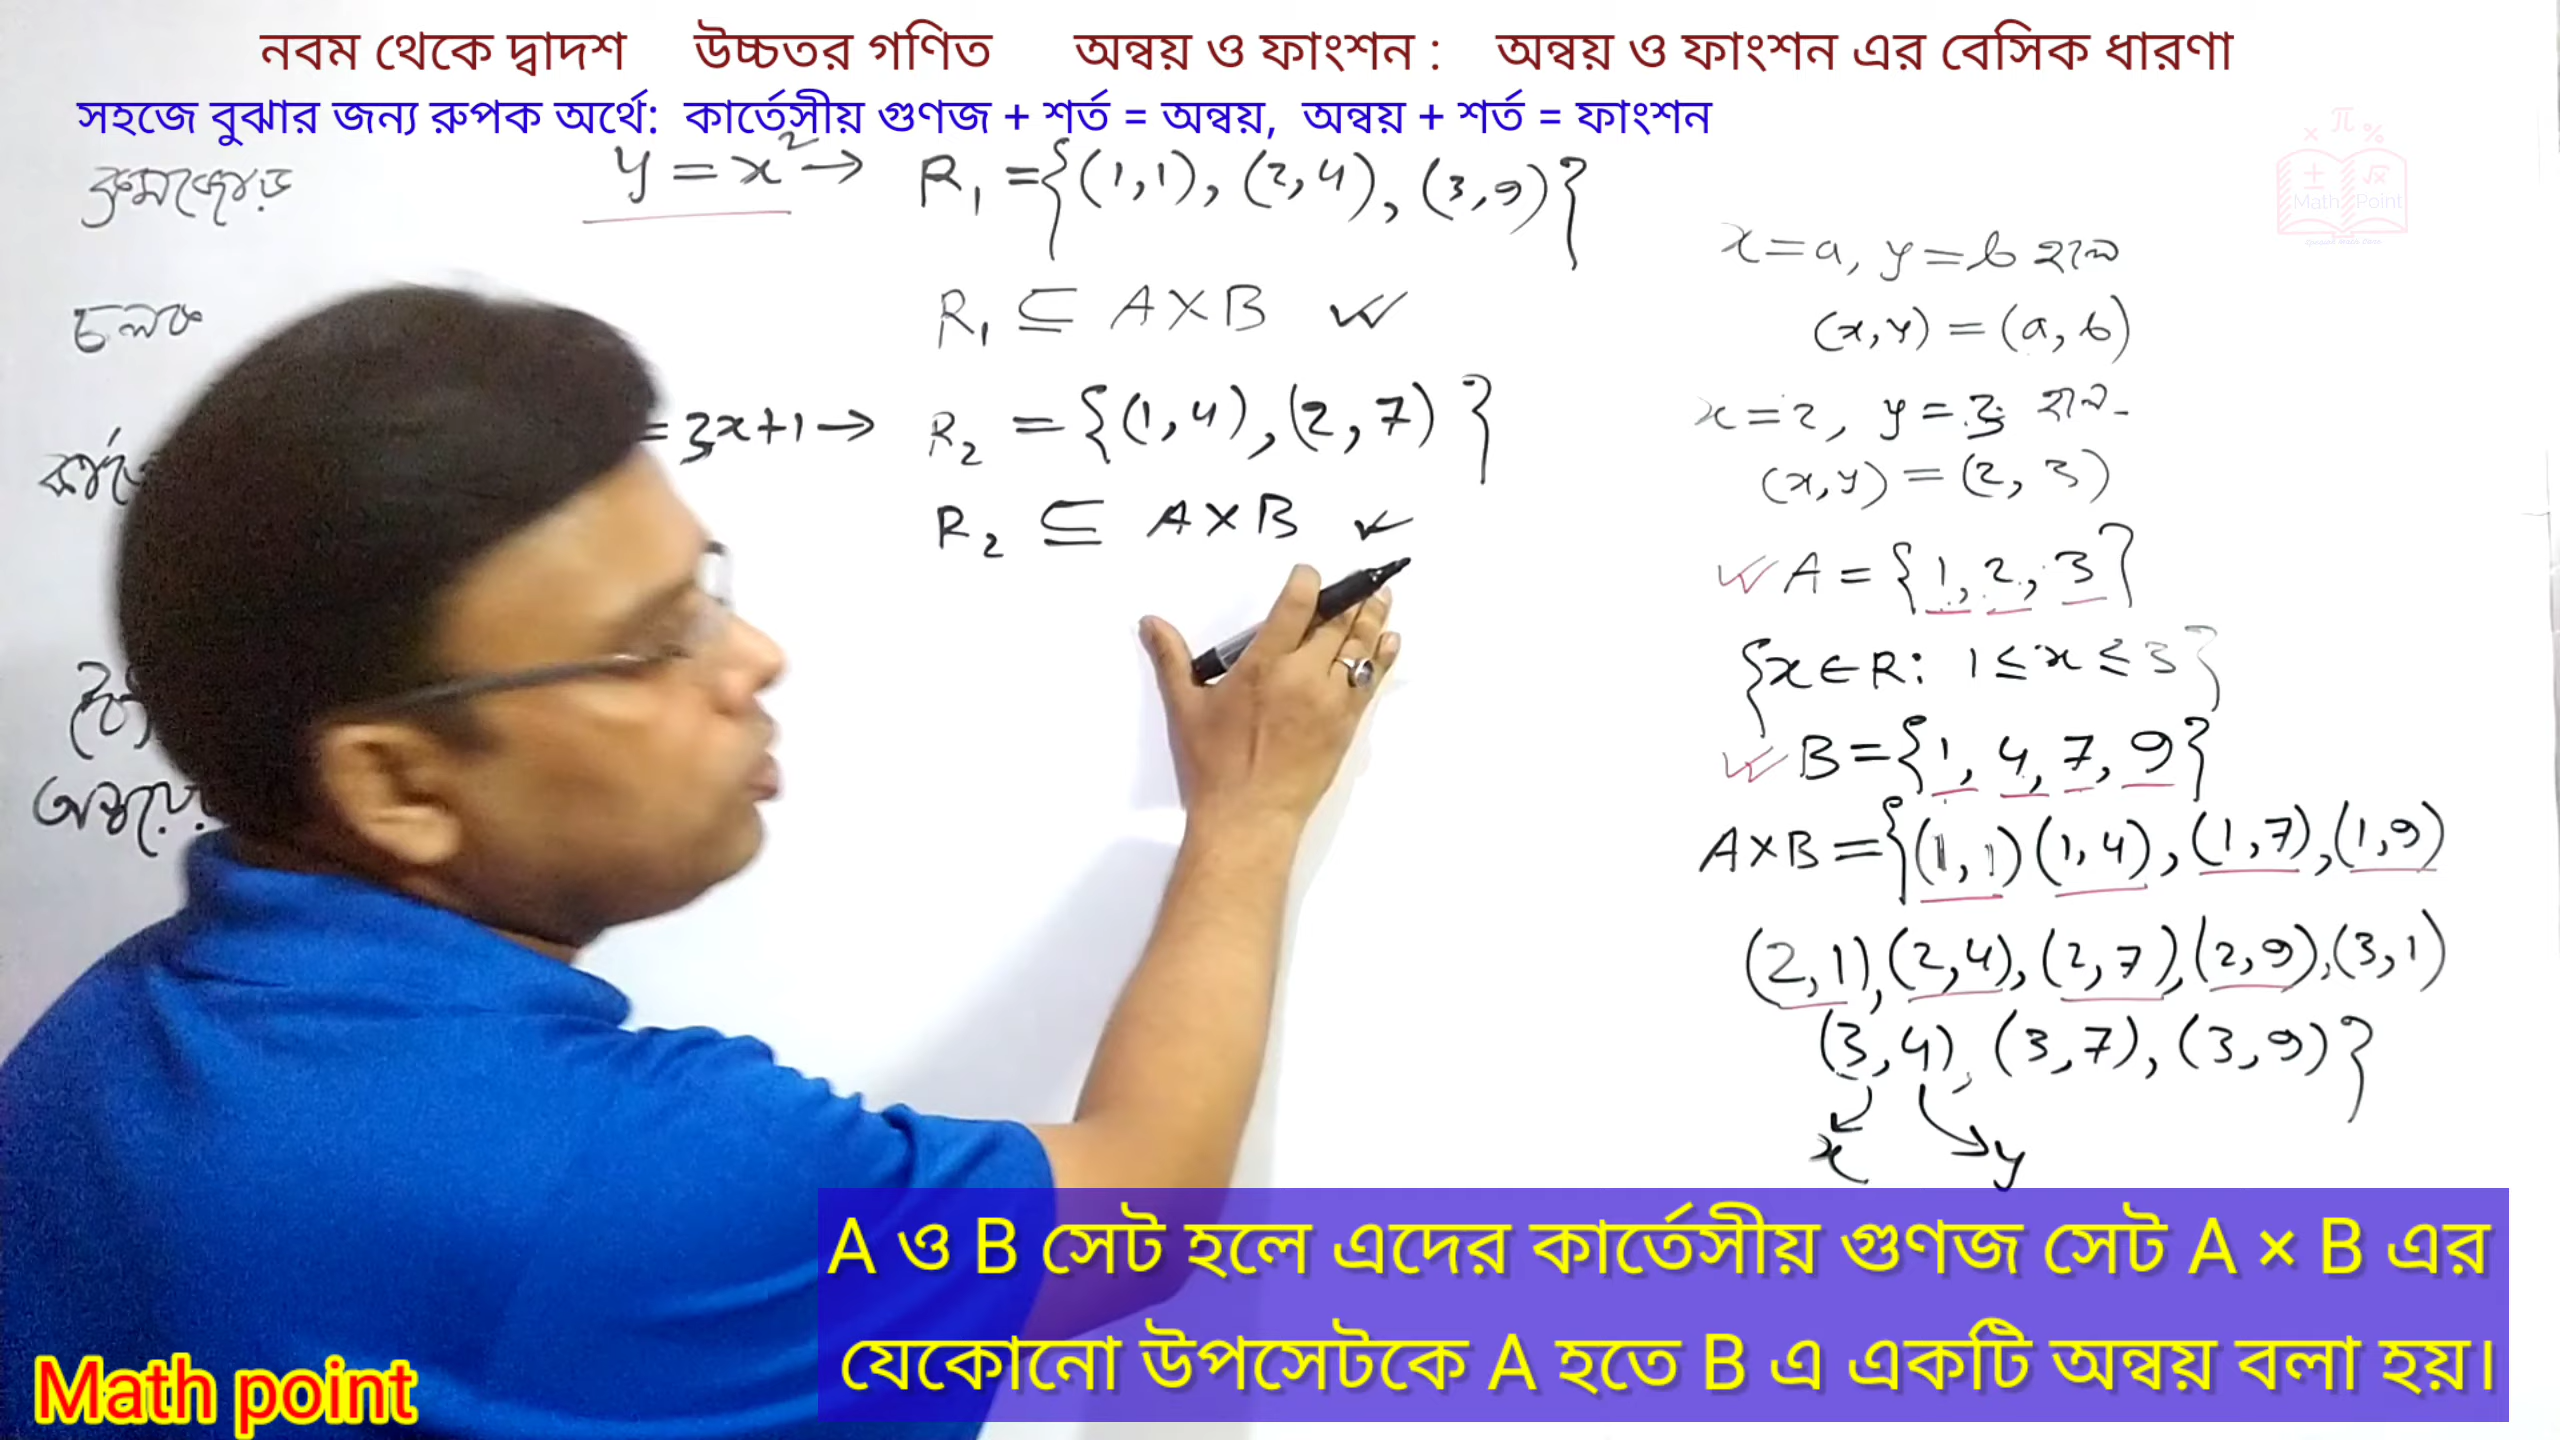 নবম থেকে দ্বাদশ উচ্চতর গণিত অন্বয় ও ফাংশন : অন্বয় ও ফাংশন এর বেসিক ধারণা
সহজে বুঝার জন্য রুপক অর্থে: কার্তেসীয় গুণজ + শর্ত = অন্বয়, অন্বয় + শর্ত = ফাংশন
ক্রমজোড়
চলক
y = x² → R₁ = {(1,1), (2,4), (3,9)}
R₁ ⊆ A×B
= 3x+1 → R₂ = {(1,4), (2,7)}
R₂ ⊆ A×B
x=a, y=b হলে
(x,y) = (a,b)
x=2, y=3 হলে
(x,y) = (2,3)
A = {1, 2, 3}
{x∈R: 1≤x≤3}
B={1, 4, 7, 9}
A×B={(1,1)(1,4), (1,7),(1,9)
(2,1),(2,4),(2,7),(2,9),(3,1)
(3,4), (3,7), (3,9)}
x y
Math Point
A ও B সেট হলে এদের কার্তেসীয় গুণজ সেট A × B এর
যেকোনো উপসেটকে A হতে B এ একটি অন্বয় বলা হয়।
Math point